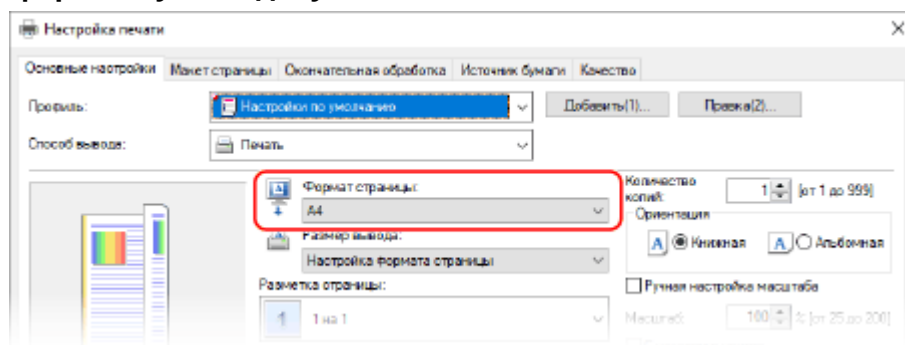 Настройка печати
Основные настройки Макет страницы Окончательная обработка Источник бумаги Качество
Профиль: Настройки по умолчанию Добавить(1)... Правка(2)...
Способ вывода: Печать
Формат страницы: Количество копий: 1 [от 1 до 999]
A4
Ориентация
Размер вывода: A Книжная A Альбомная
Настройка формата страницы
Разметка страницы: Ручная настройка масштаба
1 1 на 1 Масштаб: 100 % [от 25 до 200]